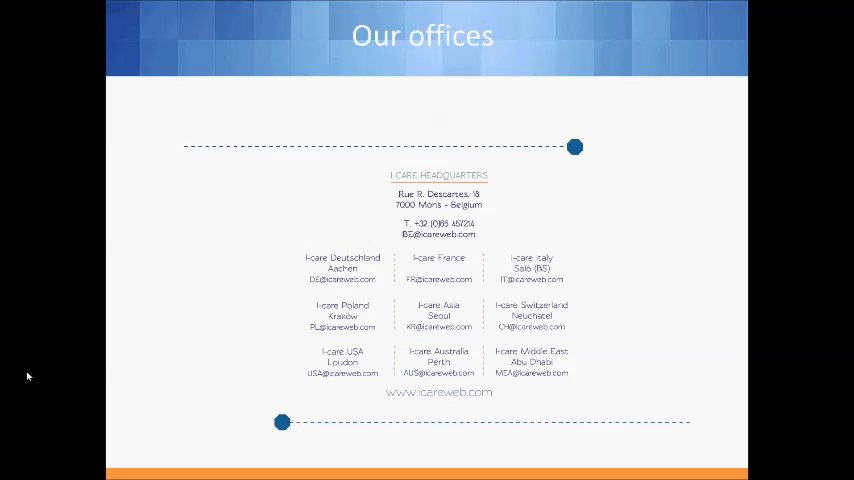 Our offices
I-CARE HEADQUARTERS
Rue R. Descartes, 18
7000 Mons - Belgium
T. +32 (0)65 457214
BE@icareweb.com
I-care Deutschland
Aachen
DE@icareweb.com
I-care France
FR@icareweb.com
I-care Italy
Salò (BS)
IT@icareweb.com
I-care Poland
Kraków
PL@icareweb.com
I-care Asia
Seoul
KR@icareweb.com
I-care Switzerland
Neuchatel
CH@icareweb.com
I-care USA
Loudon
USA@icareweb.com
I-care Australia
Perth
AUS@icareweb.com
I-care Middle East
Abu Dhabi
MEA@icareweb.com
www.icareweb.com